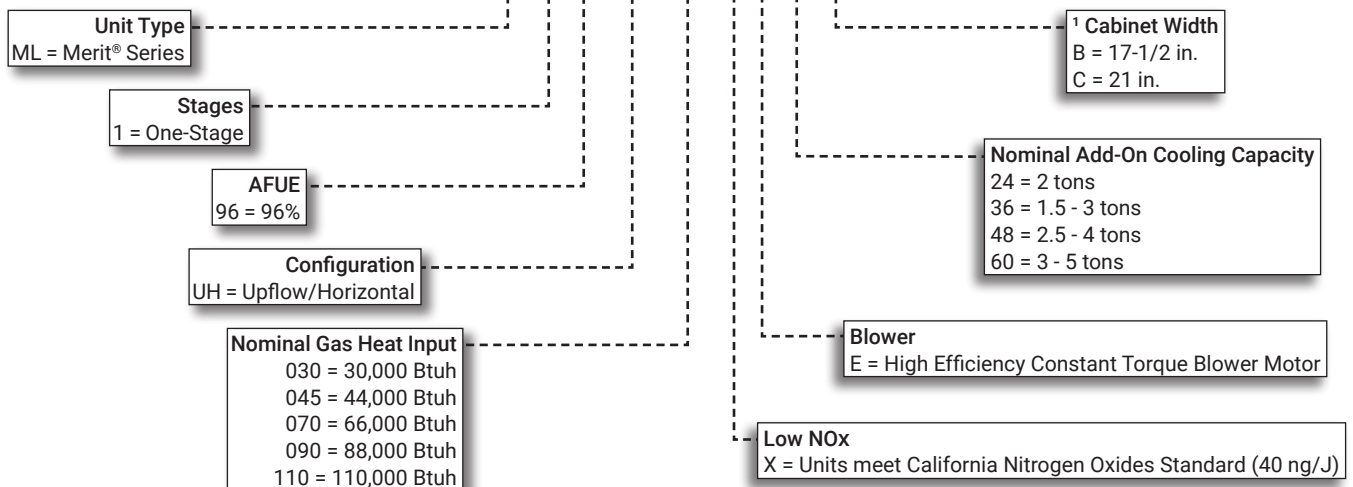 Unit Type
ML = Merit® Series
Stages
1 = One-Stage
AFUE
96 = 96%
Configuration
UH = Upflow/Horizontal
Nominal Gas Heat Input
030 = 30,000 Btuh
045 = 44,000 Btuh
070 = 66,000 Btuh
090 = 88,000 Btuh
110 = 110,000 Btuh
¹ Cabinet Width
B = 17-1/2 in.
C = 21 in.
Nominal Add-On Cooling Capacity
24 = 2 tons
36 = 1.5 - 3 tons
48 = 2.5 - 4 tons
60 = 3 - 5 tons
Blower
E = High Efficiency Constant Torque Blower Motor
Low NOx
X = Units meet California Nitrogen Oxides Standard (40 ng/J)